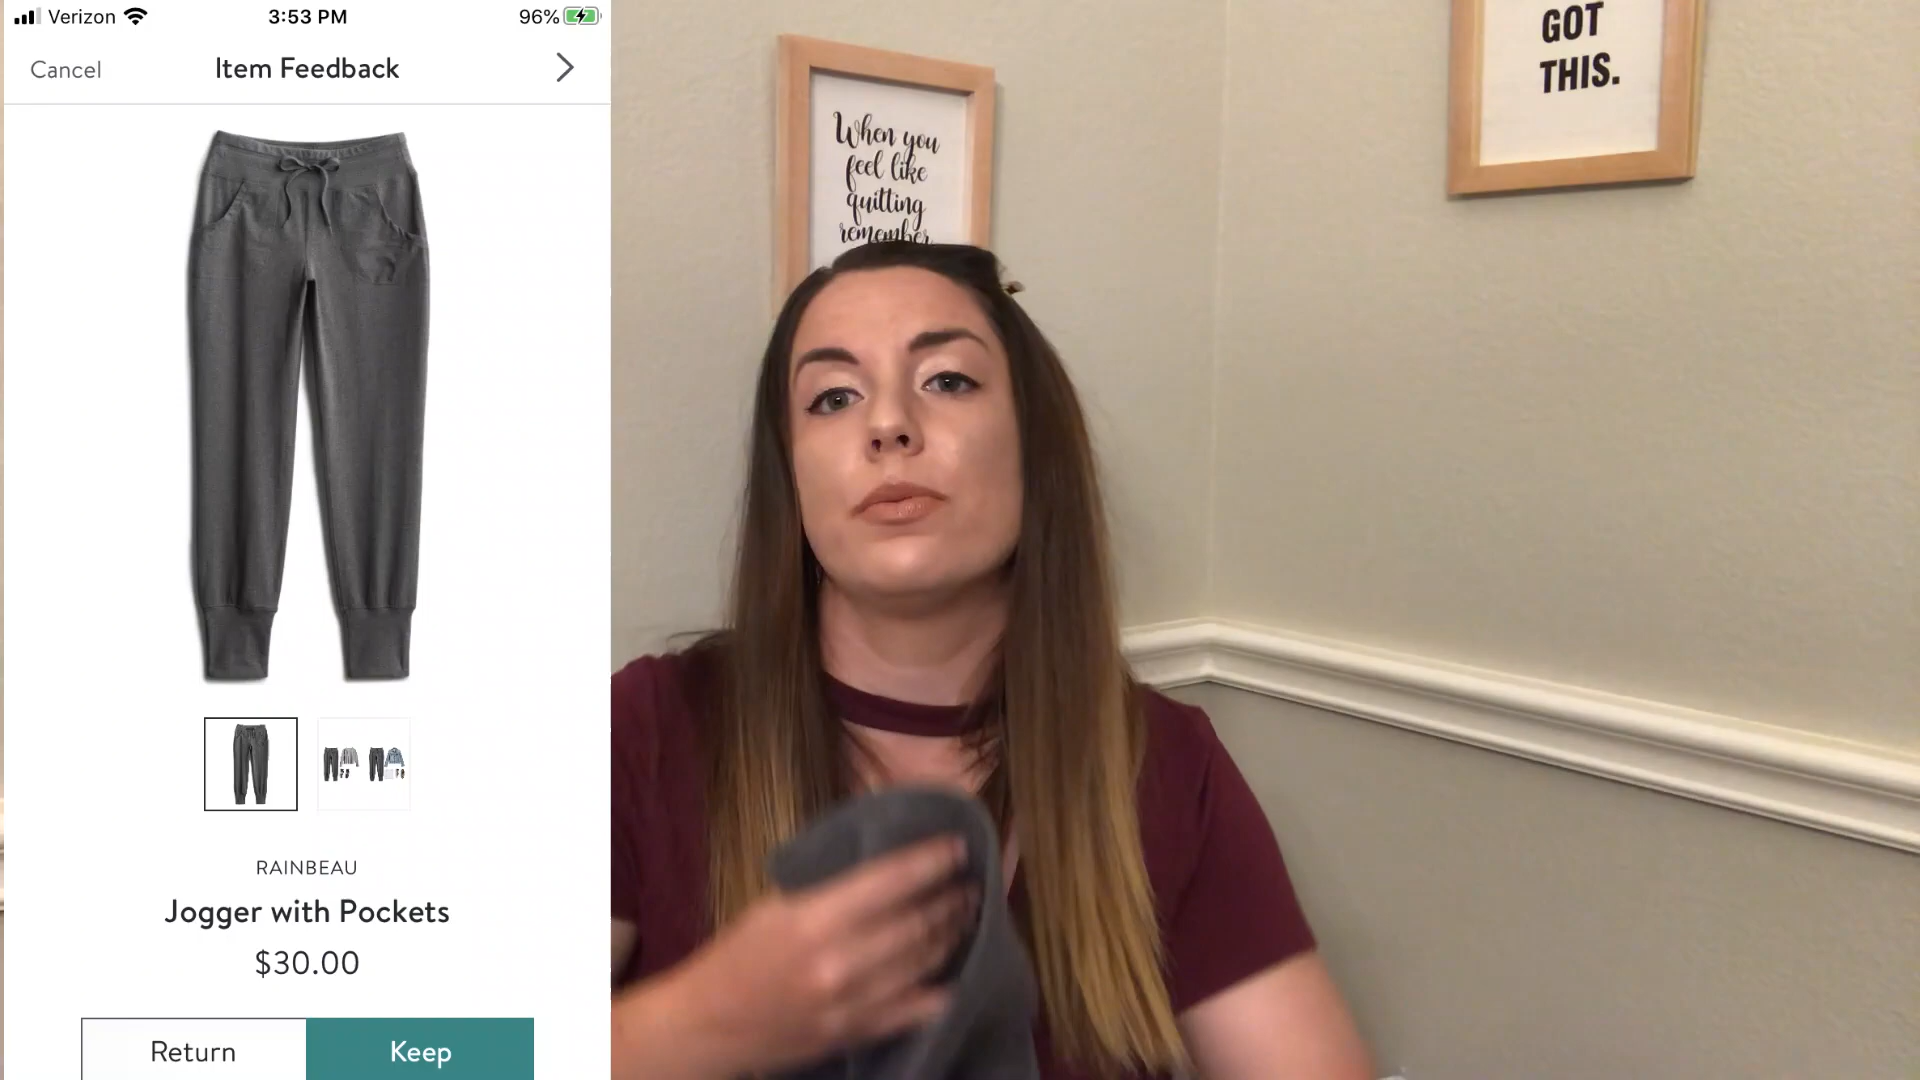 Verizon
3:53 PM
96%
Cancel
Item Feedback
RAINBEAU
Jogger with Pockets
$30.00
Return
Keep
When you
feel like
quitting
remember
GOT
THIS.